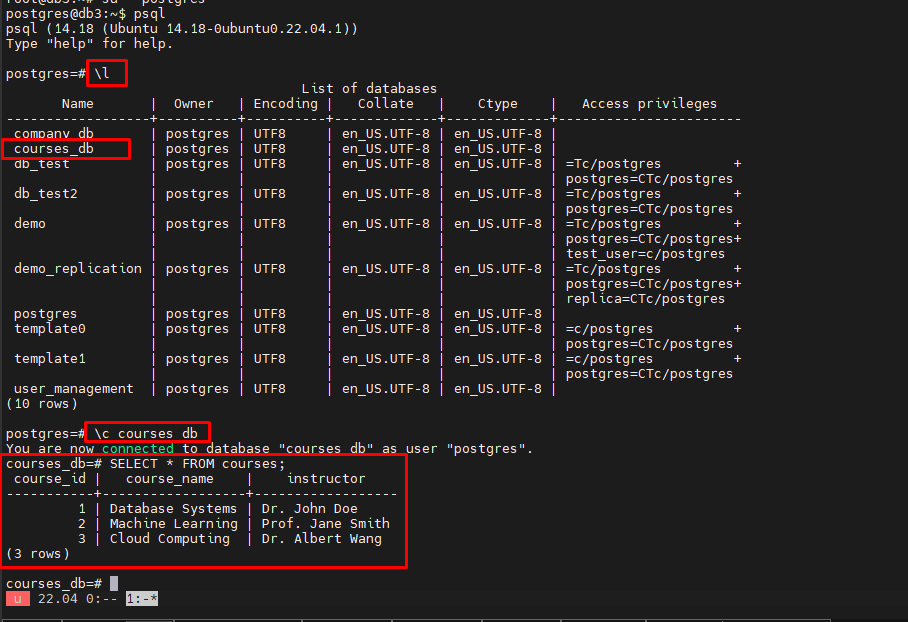 root@db3:~# su - postgres
postgres@db3:~$ psql
psql (14.18 (Ubuntu 14.18-0ubuntu0.22.04.1))
Type "help" for help.
postgres=# \l
List of databases
Name | Owner | Encoding | Collate | Ctype | Access privileges
------------------+----------+----------+-------------+-------------+-----------------------
company_db | postgres | UTF8 | en_US.UTF-8 | en_US.UTF-8 |
courses_db | postgres | UTF8 | en_US.UTF-8 | en_US.UTF-8 |
db_test | postgres | UTF8 | en_US.UTF-8 | en_US.UTF-8 | =Tc/postgres +
| | | | | postgres=CTc/postgres
db_test2 | postgres | UTF8 | en_US.UTF-8 | en_US.UTF-8 | =Tc/postgres +
| | | | | postgres=CTc/postgres
demo | postgres | UTF8 | en_US.UTF-8 | en_US.UTF-8 | =Tc/postgres +
| | | | | postgres=CTc/postgres+
| | | | | test_user=c/postgres
demo_replication | postgres | UTF8 | en_US.UTF-8 | en_US.UTF-8 | =Tc/postgres +
| | | | | postgres=CTc/postgres+
| | | | | replica=CTc/postgres
postgres | postgres | UTF8 | en_US.UTF-8 | en_US.UTF-8 |
template0 | postgres | UTF8 | en_US.UTF-8 | en_US.UTF-8 | =c/postgres +
| | | | | postgres=CTc/postgres
template1 | postgres | UTF8 | en_US.UTF-8 | en_US.UTF-8 | =c/postgres +
| | | | | postgres=CTc/postgres
user_management | postgres | UTF8 | en_US.UTF-8 | en_US.UTF-8 |
(10 rows)
postgres=# \c courses_db
You are now connected to database "courses_db" as user "postgres".
courses_db=# SELECT * FROM courses;
course_id | course_name | instructor
-----------+------------------+------------------
1 | Database Systems | Dr. John Doe
2 | Machine Learning | Prof. Jane Smith
3 | Cloud Computing | Dr. Albert Wang
(3 rows)
courses_db=#
u 22.04 0:-- 1:-*